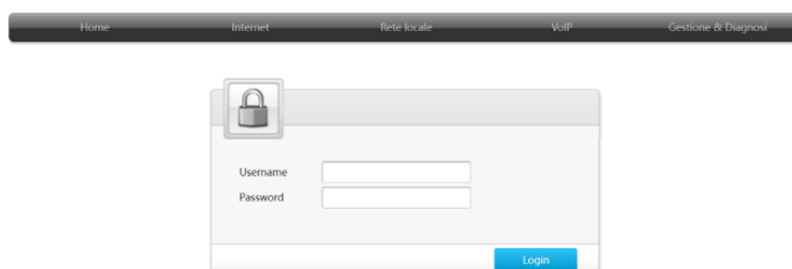 Home Internet Rete locale VoIP Gestione & Diagnosi
Username
Password
Login